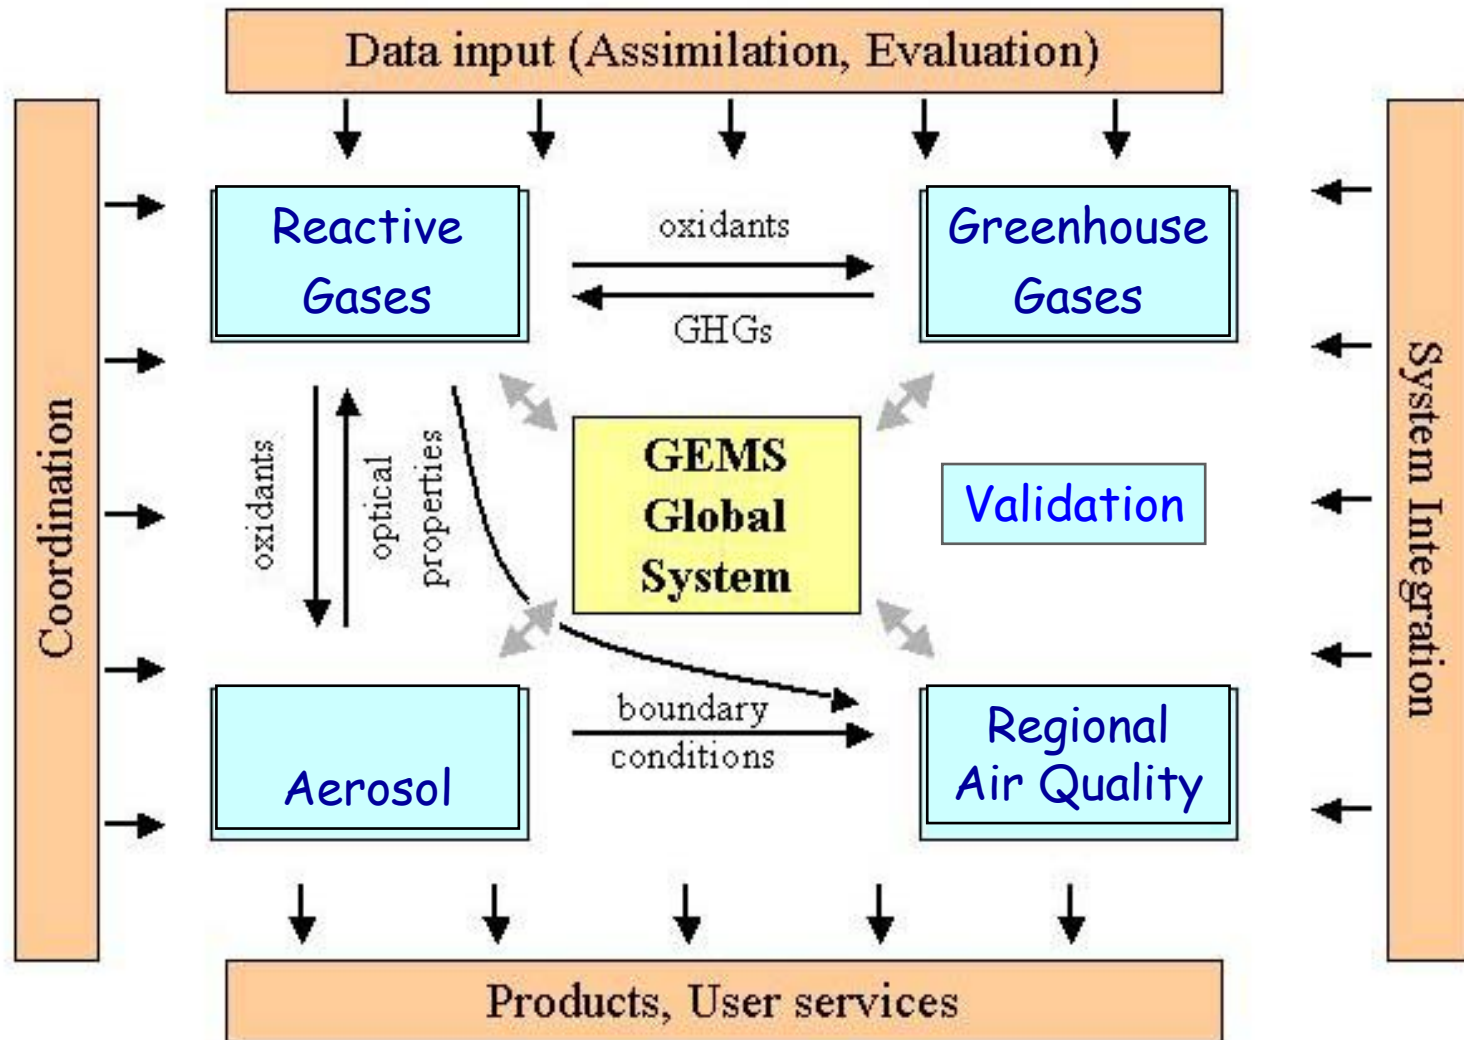 Data input (Assimilation, Evaluation)
Coordination
System Integration
Reactive
Gases
oxidants
GHGs
Greenhouse
Gases
oxidants
optical
properties
GEMS
Global
System
Validation
Aerosol
boundary
conditions
Regional
Air Quality
Products, User services